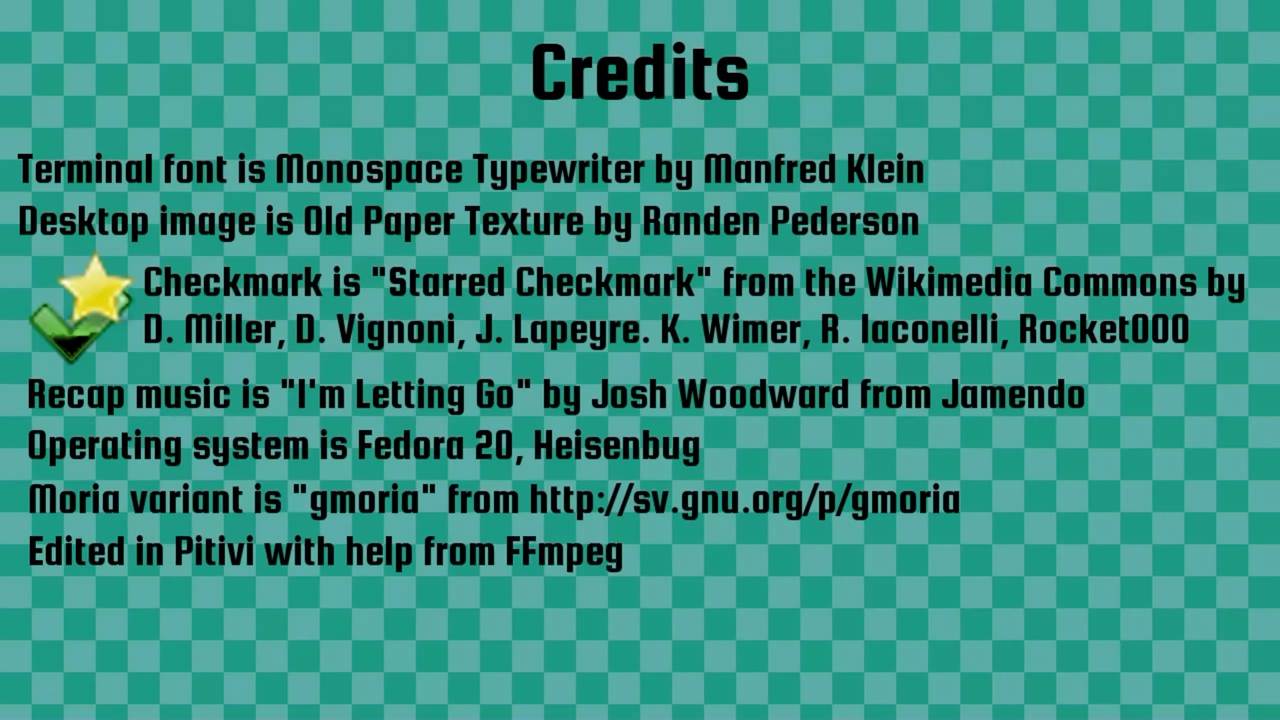 Credits
Terminal font is Monospace Typewriter by Manfred Klein
Desktop image is Old Paper Texture by Randen Pederson
Checkmark is "Starred Checkmark" from the Wikimedia Commons by
D. Miller, D. Vignoni, J. Lapeyre. K. Wimer, R. Iaconelli, Rocket000
Recap music is "I'm Letting Go" by Josh Woodward from Jamendo
Operating system is Fedora 20, Heisenbug
Moria variant is "gmoria" from http://sv.gnu.org/p/gmoria
Edited in Pitivi with help from FFmpeg